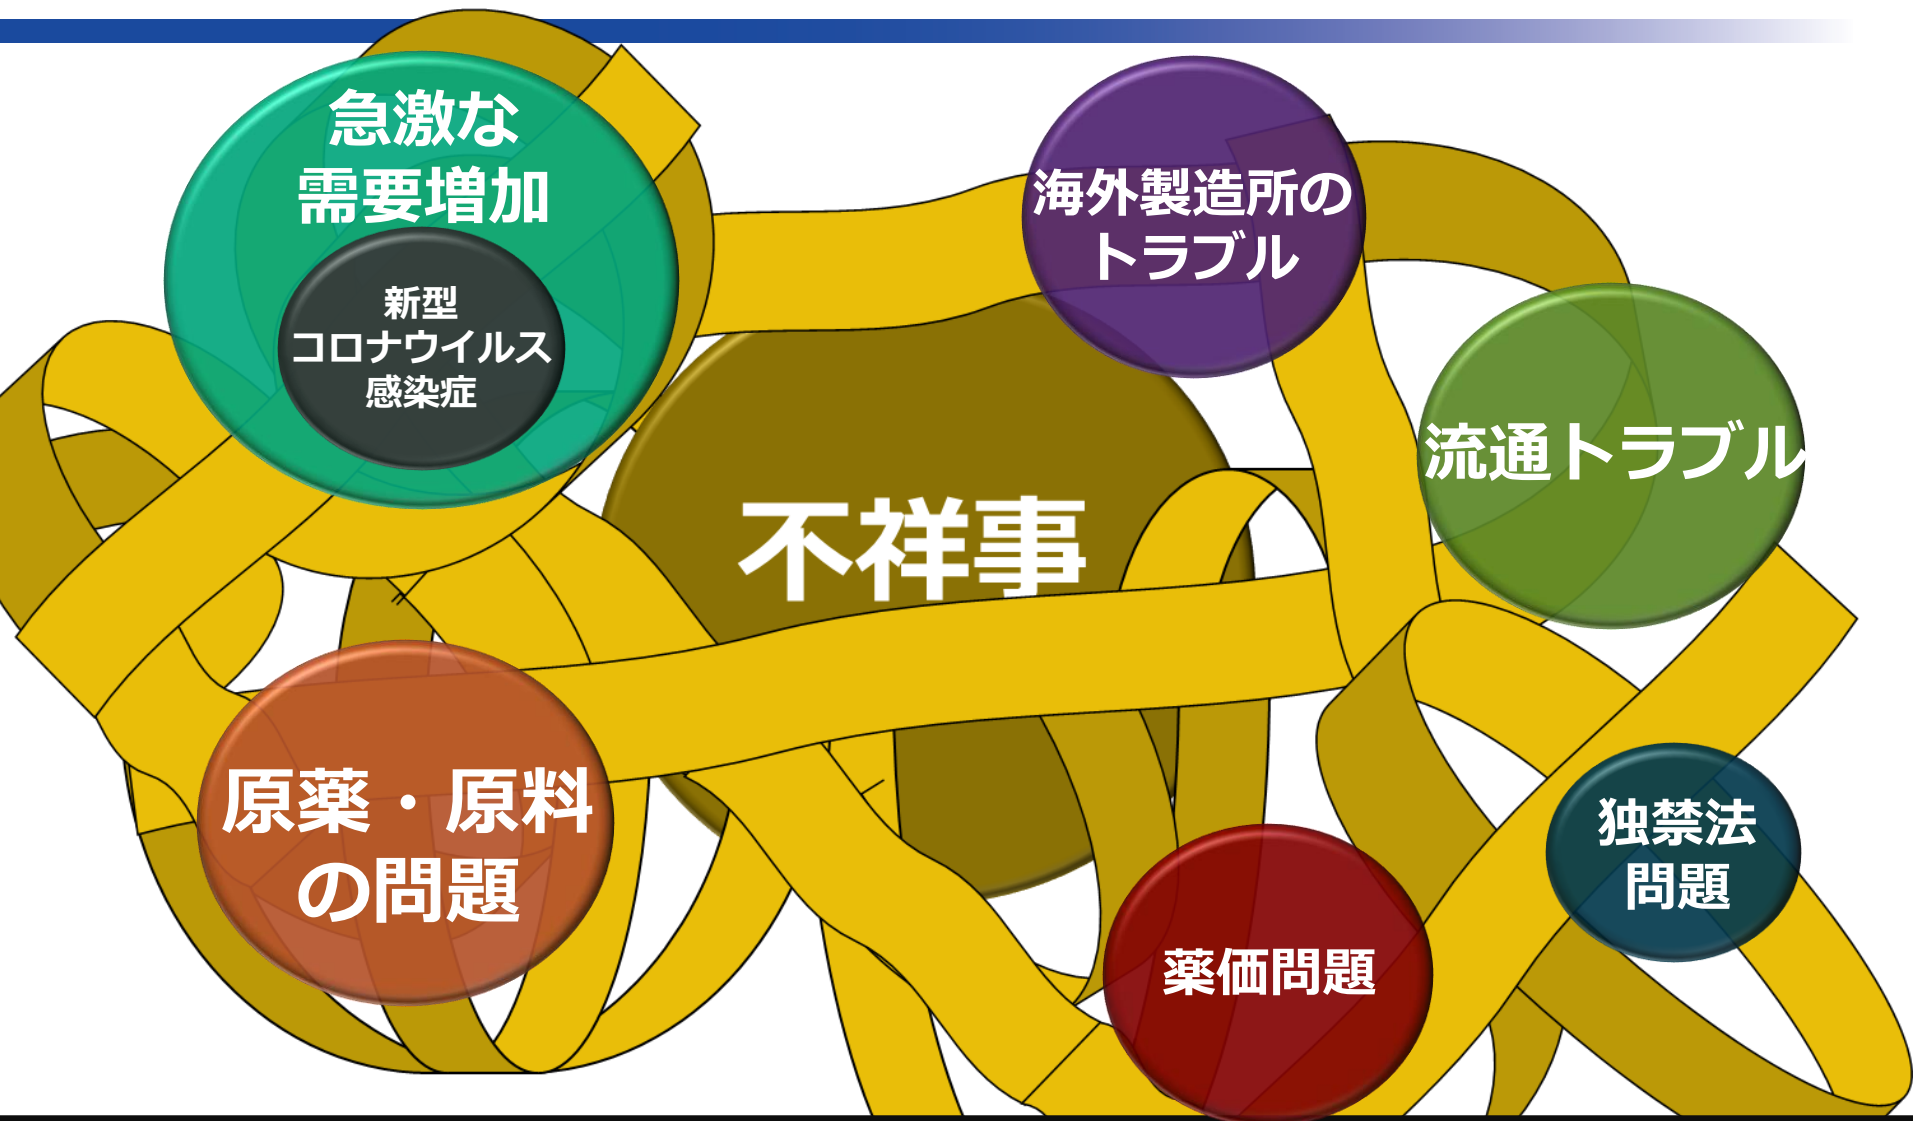 急激な
需要増加
新型
コロナウイルス
感染症
海外製造所の
トラブル
流通トラブル
不祥事
原薬・原料
の問題
独禁法
問題
薬価問題